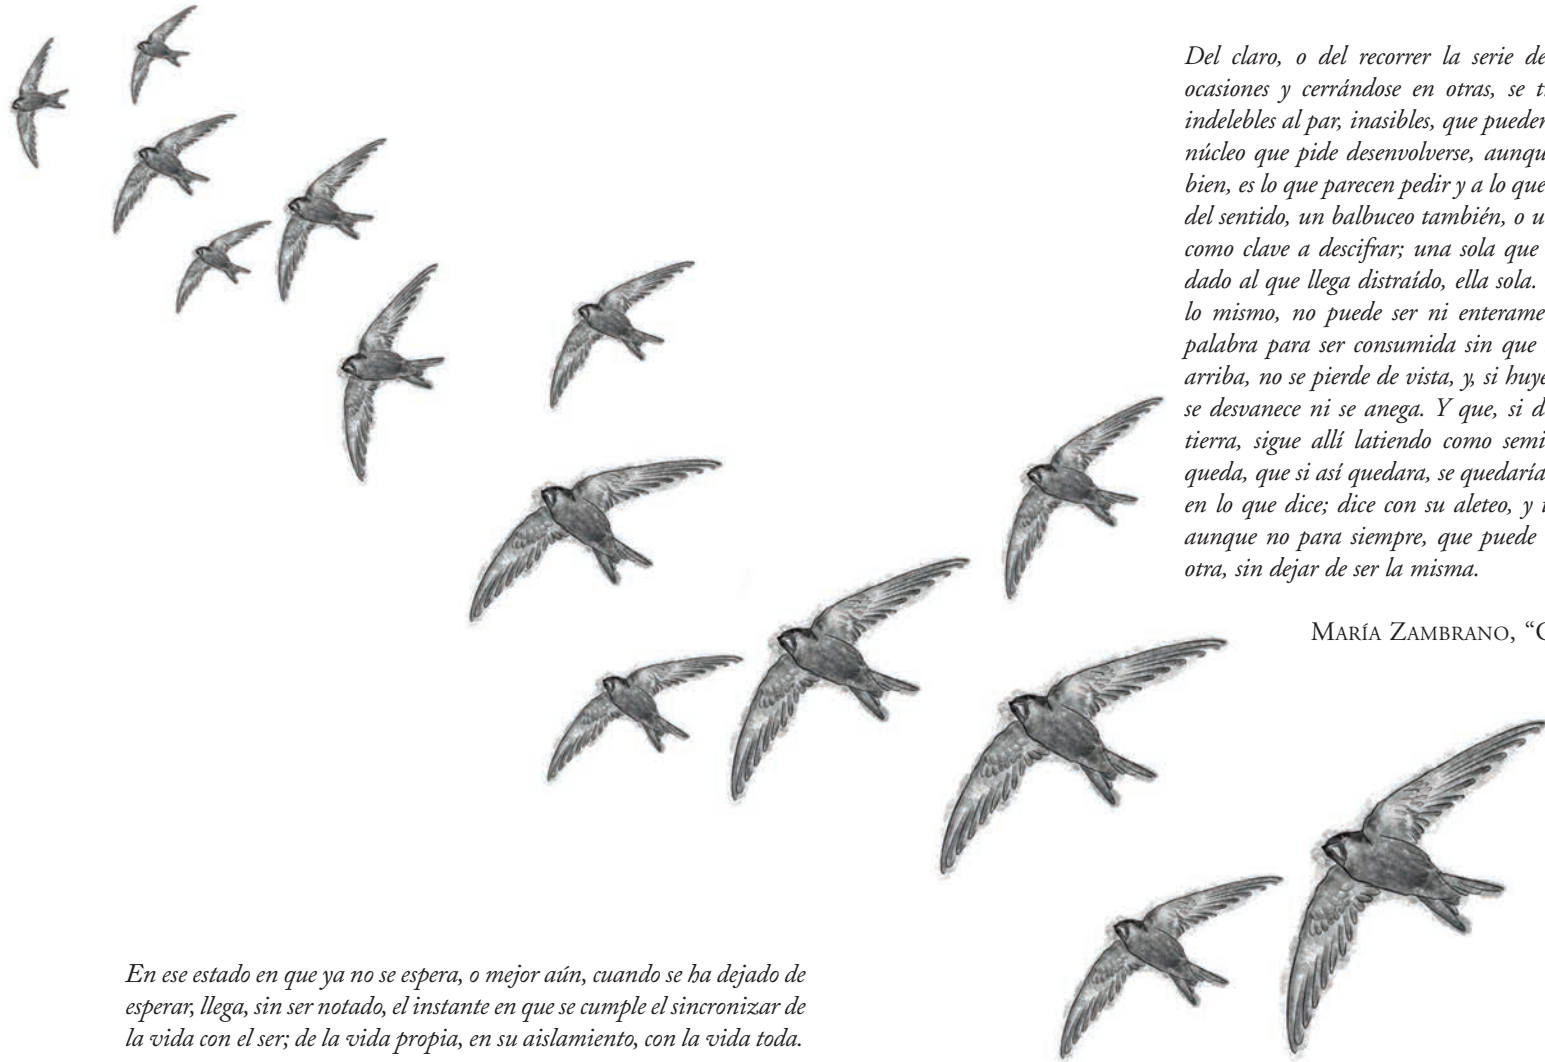 Del claro, o del recorrer la serie de
ocasiones y cerrándose en otras, se
indelebles al par, inasibles, que pueden
núcleo que pide desenvolverse,
bien, es lo que parecen pedir y a lo que
del sentido, un balbuceo también, o
como clave a descifrar; una sola que
dado al que llega distraído, ella sola.
lo mismo, no puede ser ni
palabra para ser consumida sin que
arriba, no se pierde de vista, y, si huye
se desvanece ni se anega. Y que, si
tierra, sigue allí latiendo como
queda, que si así quedara, se quedaría
en lo que dice; dice con su aleteo, y
aunque no para siempre, que puede
otra, sin dejar de ser la misma.
MARÍA ZAMBRANO,
En ese estado en que ya no se espera, o mejor aún, cuando se ha dejado de
esperar, llega, sin ser notado, el instante en que se cumple el sincronizar de
la vida con el ser; de la vida propia, en su aislamiento, con la vida toda.